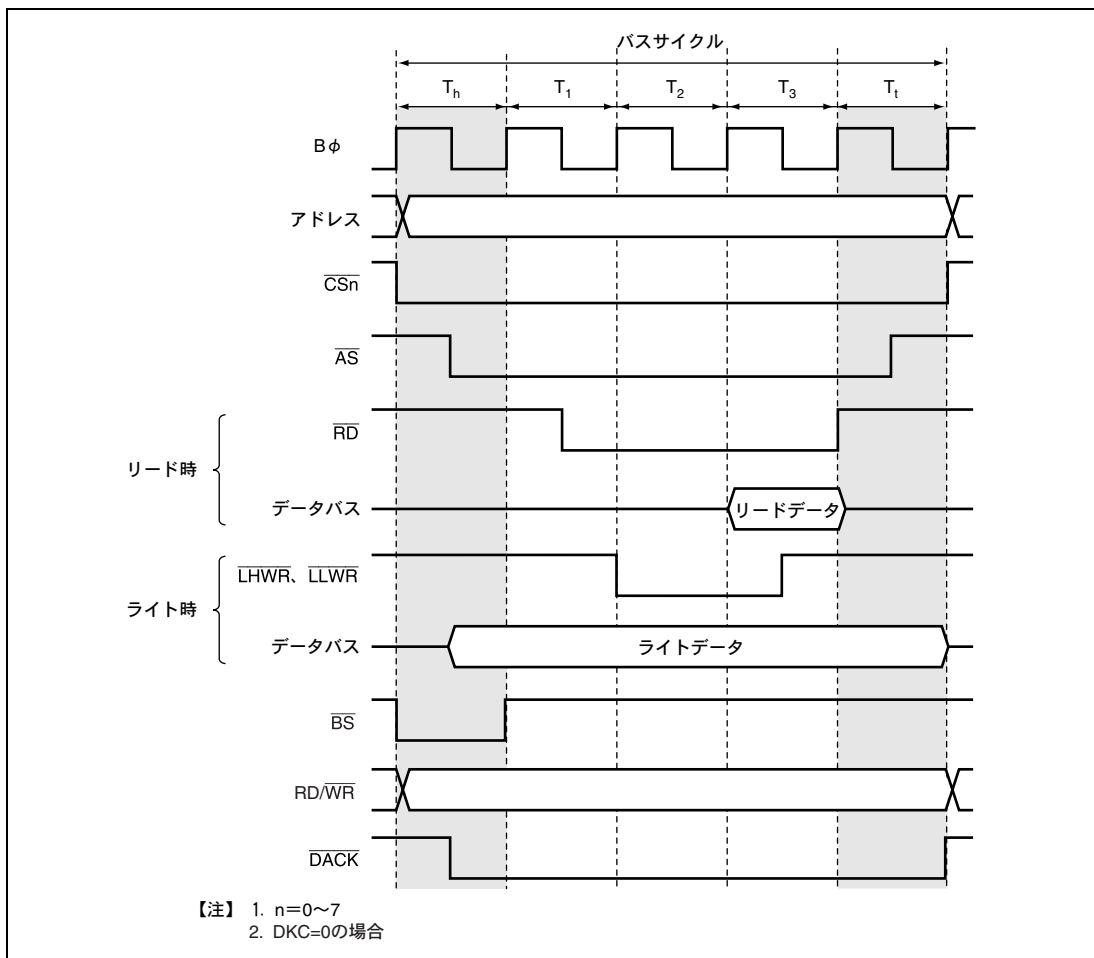 バスサイクル
Th T1 T2 T3 Tt
Bφ
アドレス
CSn
AS
RD
リード時
データバス リードデータ
LHWR、LLWR
ライト時
データバス ライトデータ
BS
RD/WR
DACK
【注】 1. n=0~7
2. DKC=0の場合